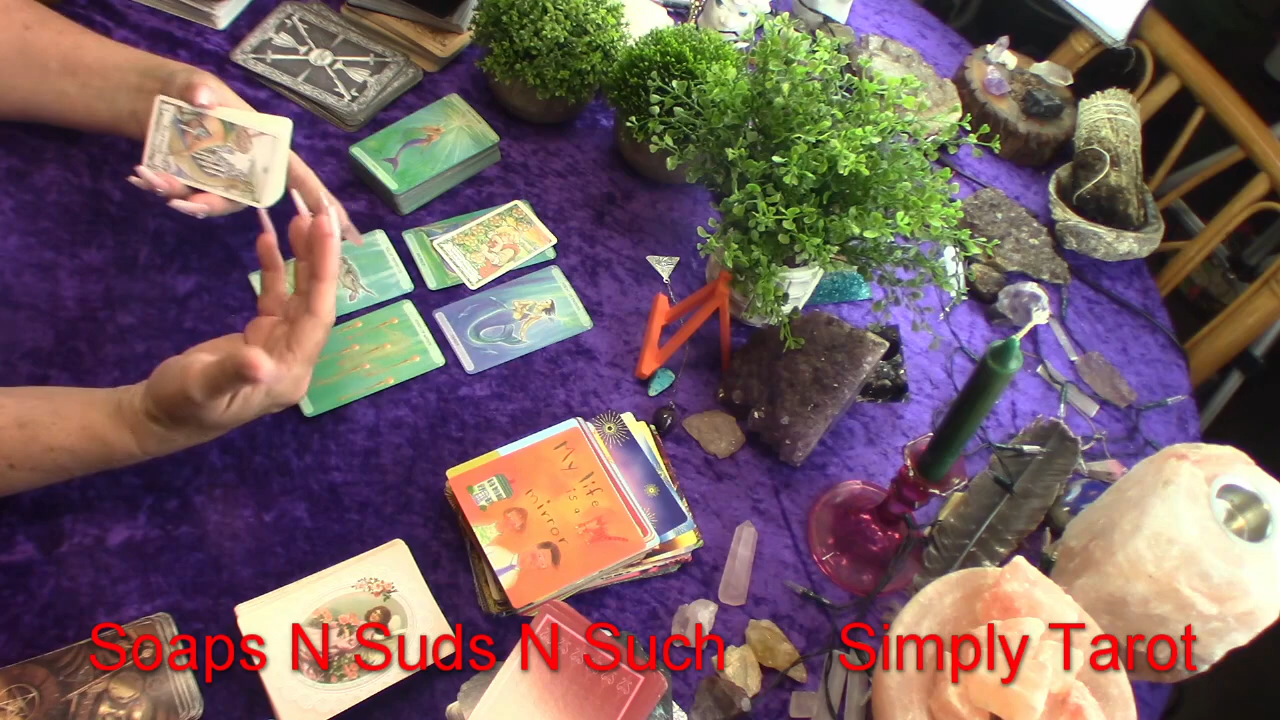 My life
is a
mirror
Soaps N Suds N Such
Simply Tarot